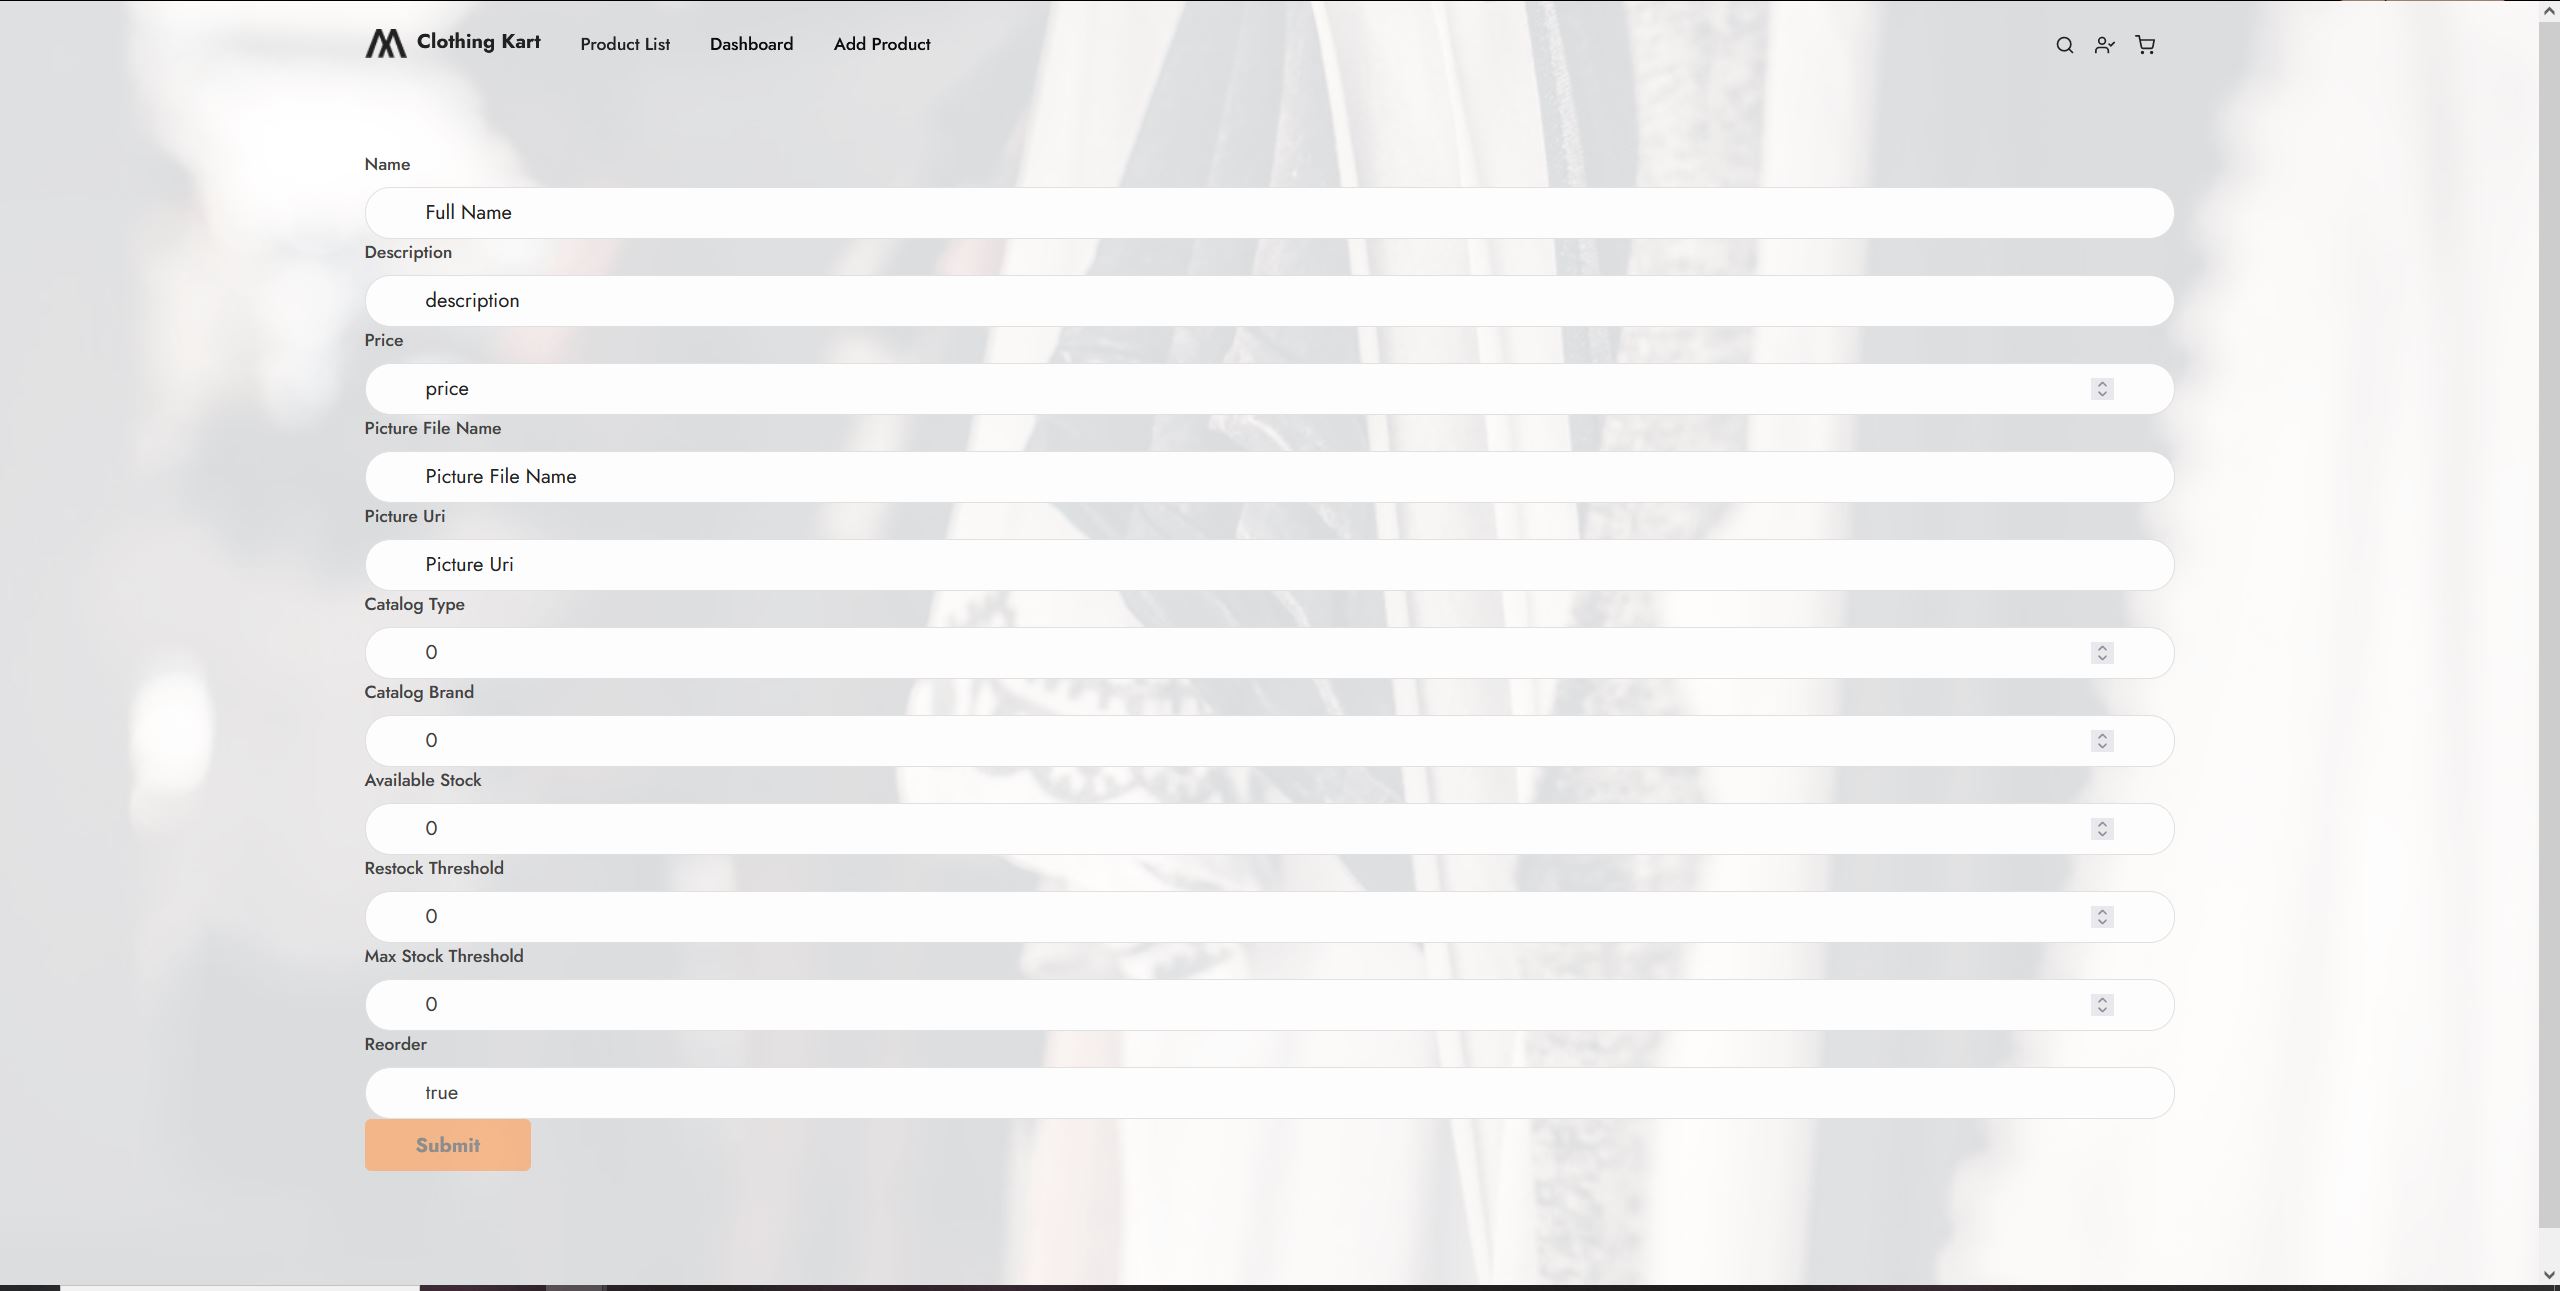 Clothing Kart Product List Dashboard Add Product
Name
Full Name
Description
description
Price
price
Picture File Name
Picture File Name
Picture Uri
Picture Uri
Catalog Type
0
Catalog Brand
0
Available Stock
0
Restock Threshold
0
Max Stock Threshold
0
Reorder
true
Submit